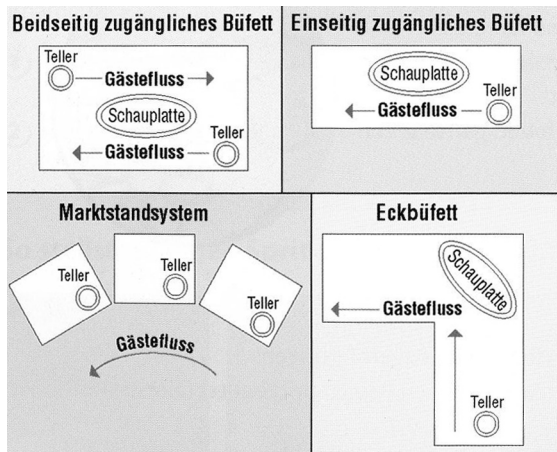 Beidseitig zugängliches Büfett
Teller
Gästefluss
Schauplatte
Teller
Gästefluss
Einseitig zugängliches Büfett
Schauplatte
Teller
Gästefluss
Marktstandsystem
Teller
Teller
Teller
Gästefluss
Eckbüfett
Schauplatte
Gästefluss
Teller